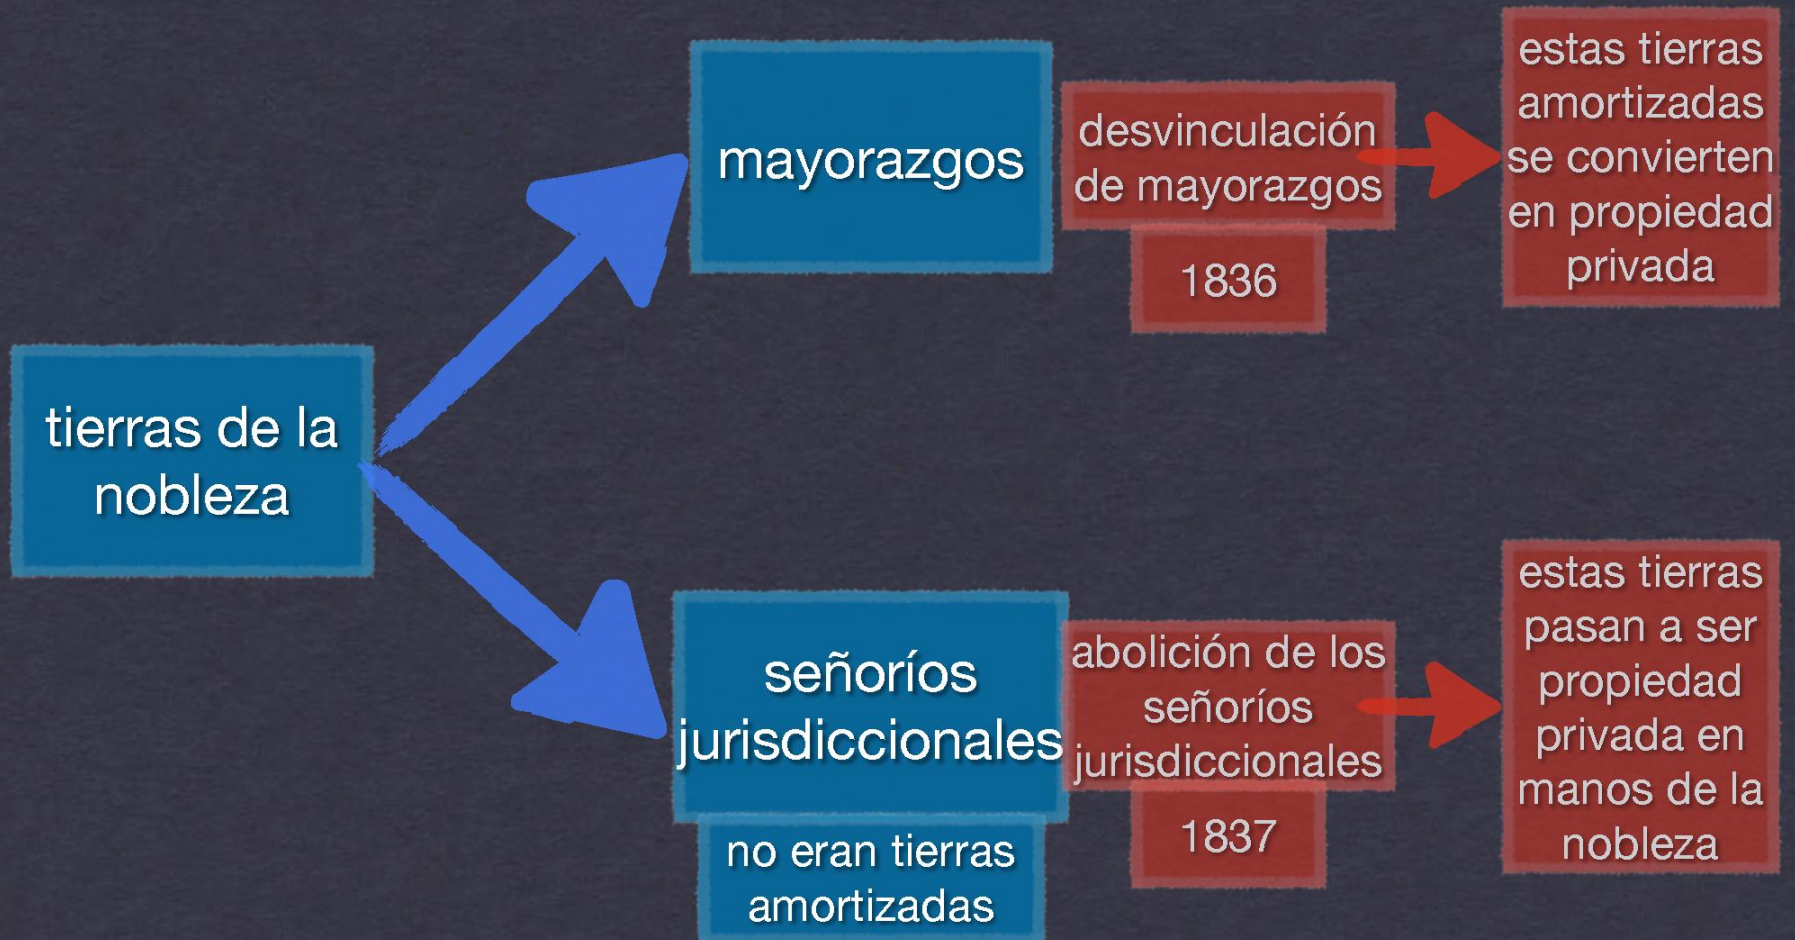 tierras de la
nobleza
mayorazgos
desvinculación
de mayorazgos
1836
estas tierras
amortizadas
se convierten
en propiedad
privada
señoríos
jurisdiccionales
no eran tierras
amortizadas
abolición de los
señoríos
jurisdiccionales
1837
estas tierras
pasan a ser
propiedad
privada en
manos de la
nobleza